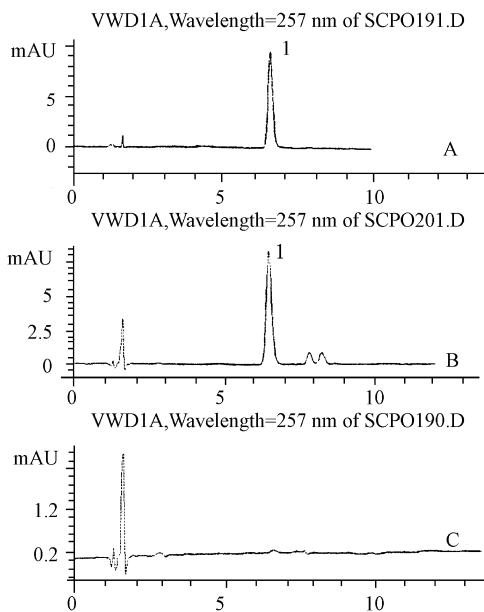 VWD1A,Wavelength=257 nm of SCPO191.D
mAU
1
5
0
A
0 5 10
VWD1A,Wavelength=257 nm of SCPO201.D
mAU
1
5
2.5
0
B
0 5 10
VWD1A,Wavelength=257 nm of SCPO190.D
mAU
1.2
0.2
C
0 5 10